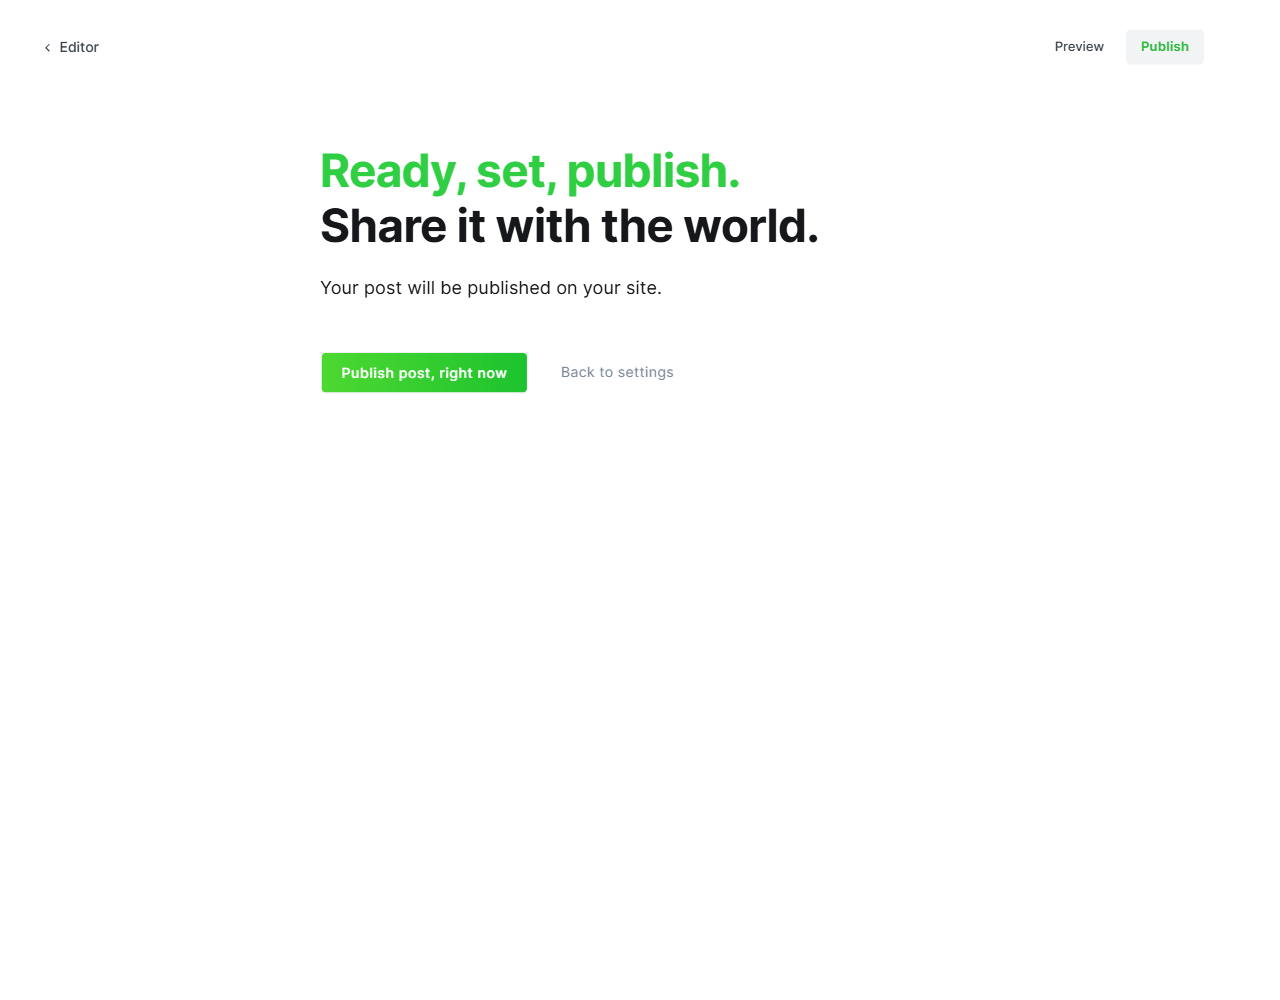 Editor
Preview
Publish
Ready, set, publish.
Share it with the world.
Your post will be published on your site.
Publish post, right now
Back to settings